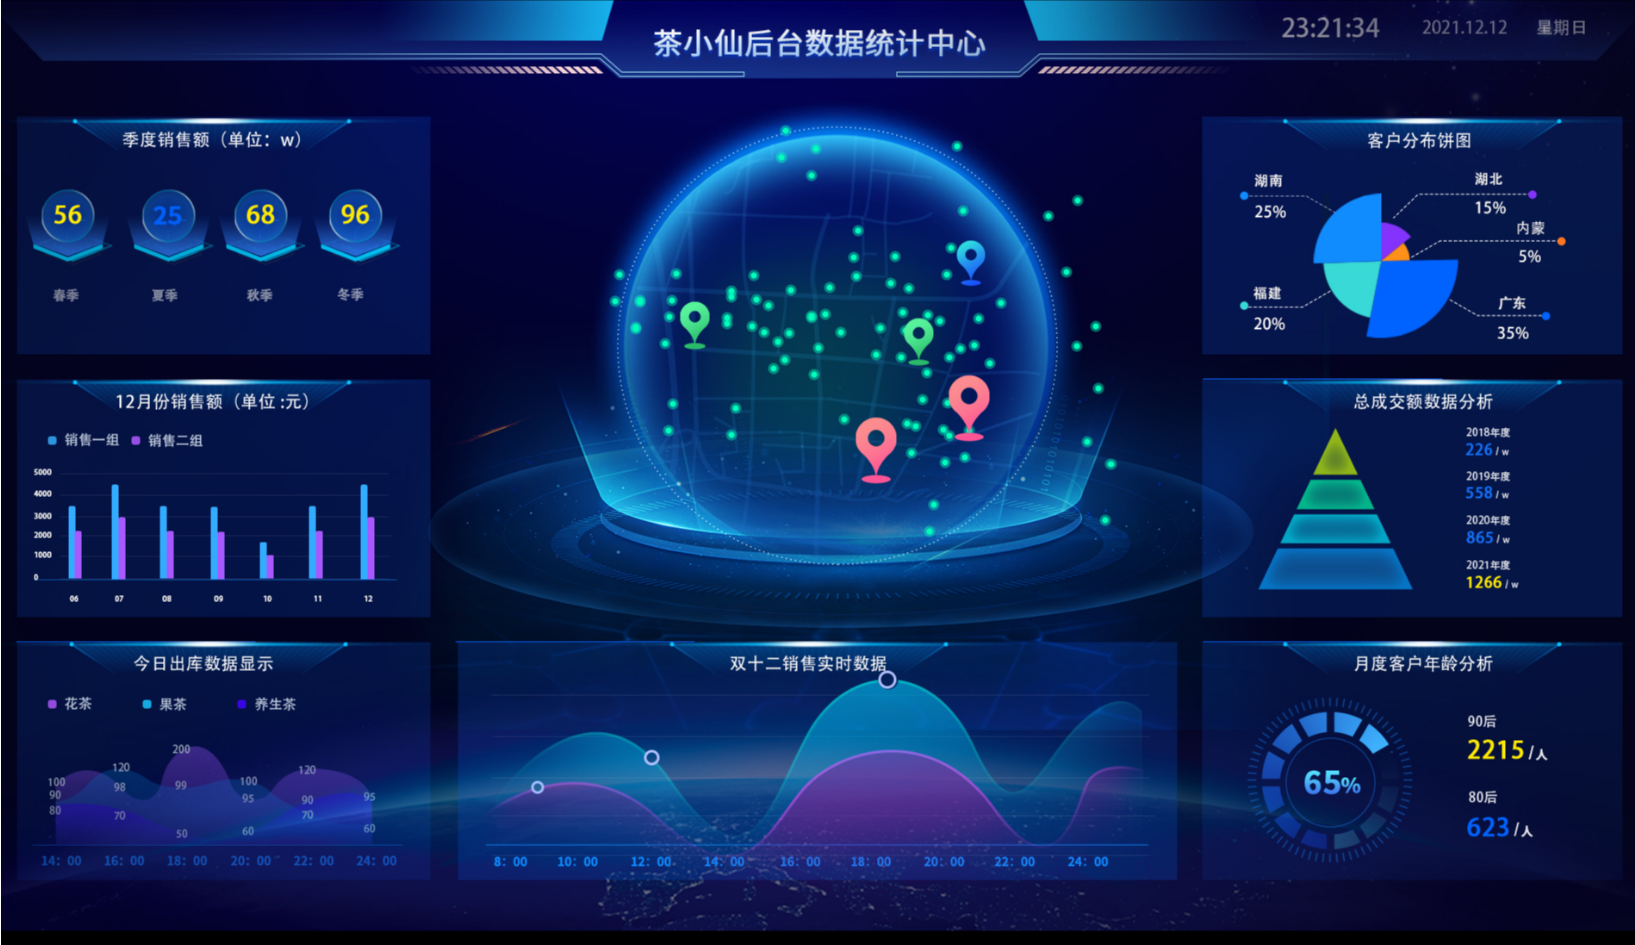 茶小仙后台数据统计中心
23:21:34 2021.12.12 星期日
季度销售额（单位：w）
56 25 68 96
春季 夏季 秋季 冬季
12月份销售额（单位:元）
销售一组 销售二组
5000
4000
3000
2000
1000
0
06 07 08 09 10 11 12
今日出库数据显示
花茶 果茶 养生茶
200
120 100 120
100 98 99 95 90 95
90
80 70 50 60 70 60
14：00 16：00 18：00 20：00 22：00 24：00
双十二销售实时数据
8：00 10：00 12：00 14：00 16：00 18：00 20：00 22：00 24：00
客户分布饼图
湖南
25%
湖北
15%
内蒙
5%
福建
20%
广东
35%
总成交额数据分析
2018年度
226 / w
2019年度
558 / w
2020年度
865 / w
2021年度
1266 / w
月度客户年龄分析
65%
90后
2215 /人
80后
623 /人